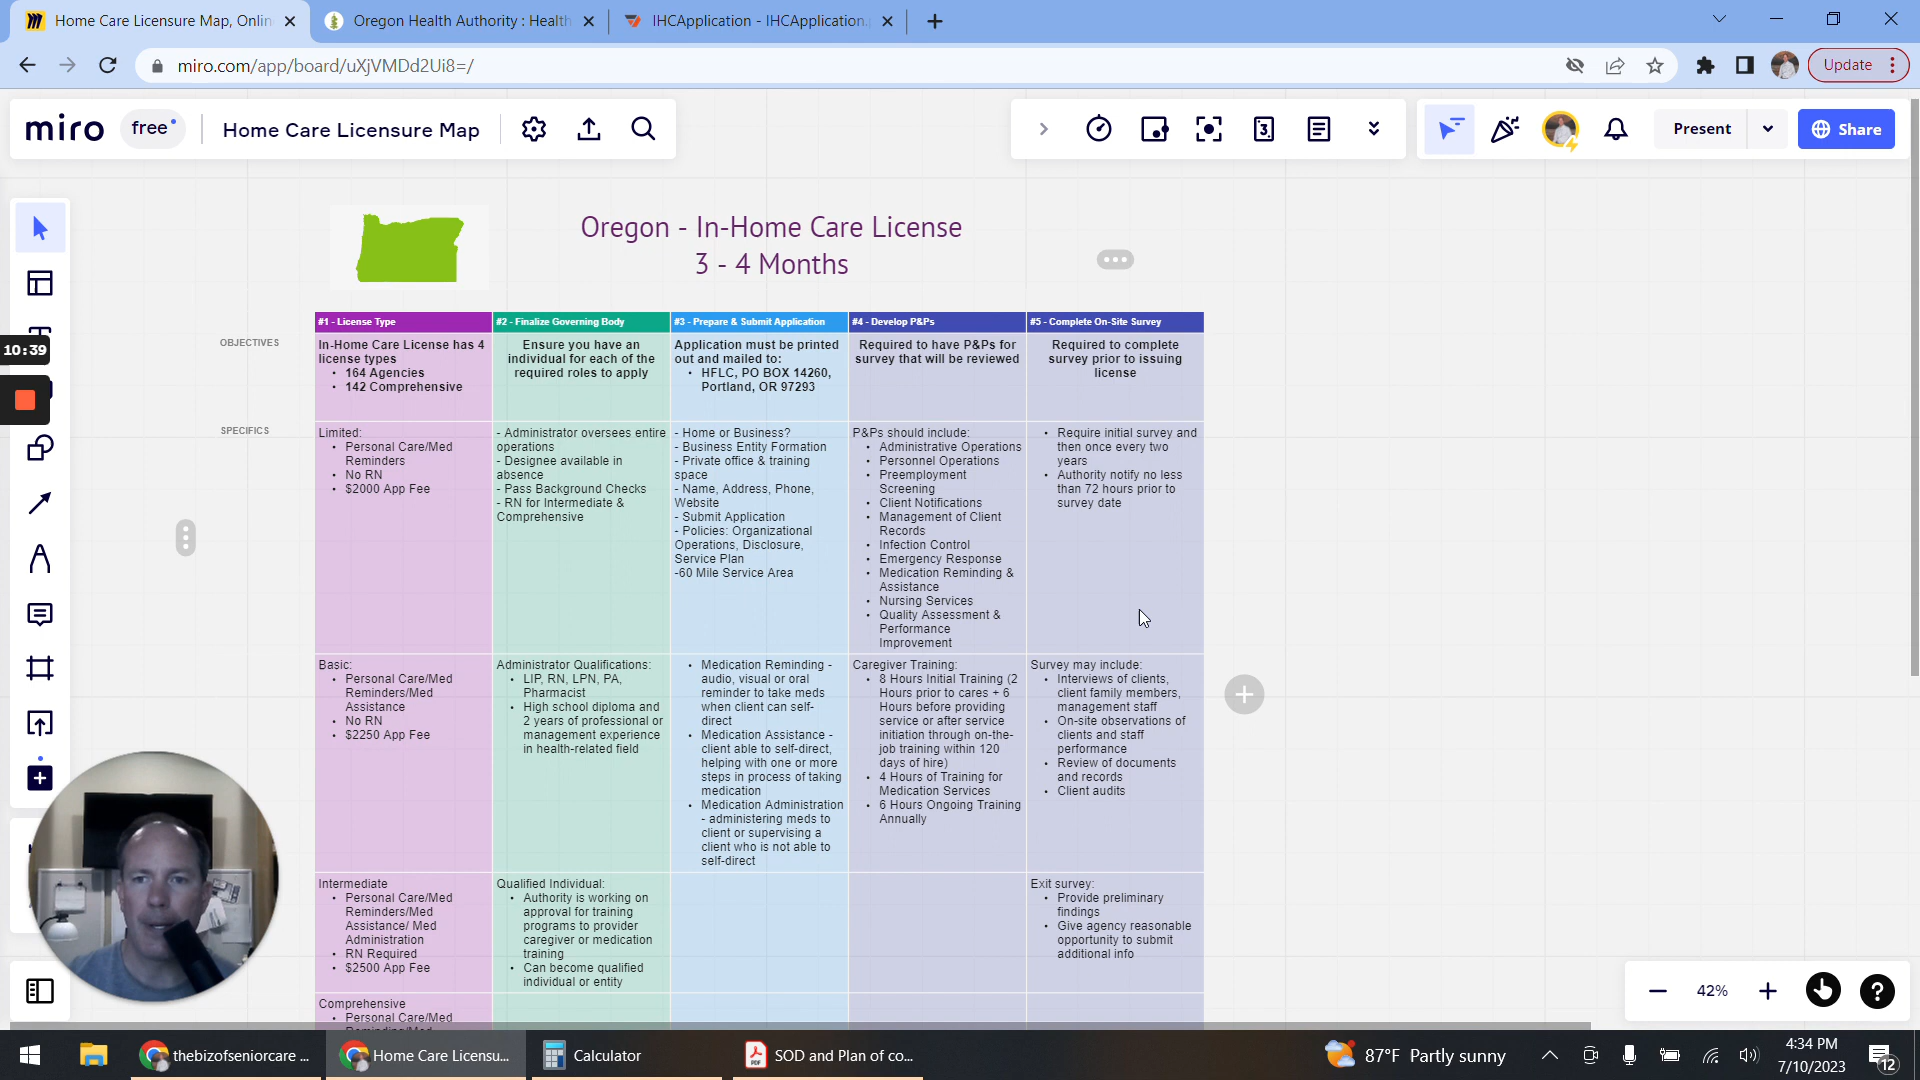 Home Care Licensure Map, Onlin
Oregon Health Authority : Health
IHCApplication - IHCApplication.
miro.com/app/board/uXjVMDd2Ui8=/
Update
miro
free
Home Care Licensure Map
3
Present
Share
10:39
Oregon - In-Home Care License
3 - 4 Months
OBJECTIVES
SPECIFICS
#1 - License Type
In-Home Care License has 4
license types
• 164 Agencies
• 142 Comprehensive
Limited:
• Personal Care/Med
Reminders
• No RN
• $2000 App Fee
Basic:
• Personal Care/Med
Reminders/Med
Assistance
• No RN
• $2250 App Fee
Intermediate
• Personal Care/Med
Reminders/Med
Assistance/ Med
Administration
• RN Required
• $2500 App Fee
Comprehensive
• Personal Care/Med
#2 - Finalize Governing Body
Ensure you have an
individual for each of the
required roles to apply
- Administrator oversees entire
operations
- Designee available in
absence
- Pass Background Checks
- RN for Intermediate &
Comprehensive
Administrator Qualifications:
• LIP, RN, LPN, PA,
Pharmacist
• High school diploma and
2 years of professional or
management experience
in health-related field
Qualified Individual:
• Authority is working on
approval for training
programs to provider
caregiver or medication
training
• Can become qualified
individual or entity
#3 - Prepare & Submit Application
Application must be printed
out and mailed to:
• HFLC, PO BOX 14260,
Portland, OR 97293
- Home or Business?
- Business Entity Formation
- Private office & training
space
- Name, Address, Phone,
Website
- Submit Application
- Policies: Organizational
Operations, Disclosure,
Service Plan
-60 Mile Service Area
• Medication Reminding -
audio, visual or oral
reminder to take meds
when client can self-
direct
• Medication Assistance -
client able to self-direct,
helping with one or more
steps in process of taking
medication
• Medication Administration
- administering meds to
client or supervising a
client who is not able to
self-direct
#4 - Develop P&Ps
Required to have P&Ps for
survey that will be reviewed
P&Ps should include:
• Administrative Operations
• Personnel Operations
• Preemployment
Screening
• Client Notifications
• Management of Client
Records
• Infection Control
• Emergency Response
• Medication Reminding &
Assistance
• Nursing Services
• Quality Assessment &
Performance
Improvement
Caregiver Training:
• 8 Hours Initial Training (2
Hours prior to cares + 6
Hours before providing
service or after service
initiation through on-the-
job training within 120
days of hire)
• 4 Hours of Training for
Medication Services
• 6 Hours Ongoing Training
Annually
#5 - Complete On-Site Survey
Required to complete
survey prior to issuing
license
• Require initial survey and
then once every two
years
• Authority notify no less
than 72 hours prior to
survey date
Survey may include:
• Interviews of clients,
client family members,
management staff
• On-site observations of
clients and staff
performance
• Review of documents
and records
• Client audits
Exit survey:
• Provide preliminary
findings
• Give agency reasonable
opportunity to submit
additional info
42%
?
thebizofseniorcare ...
Home Care Licensu...
Calculator
SOD and Plan of co...
87°F Partly sunny
4:34 PM
7/10/2023
12